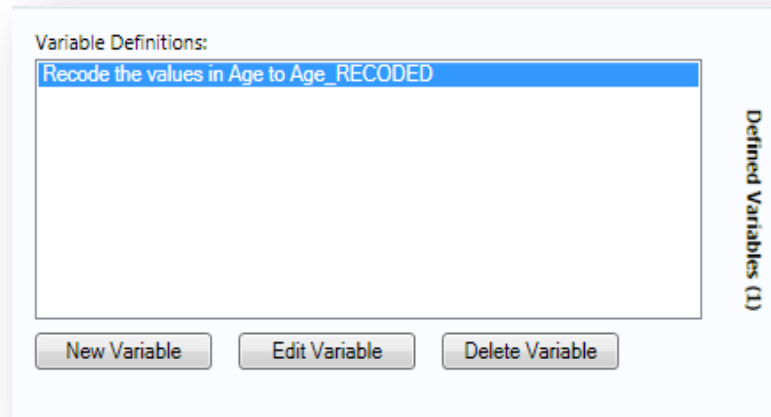 Variable Definitions:
Recode the values in Age to Age_RECODED
New Variable
Edit Variable
Delete Variable
Defined Variables (1)